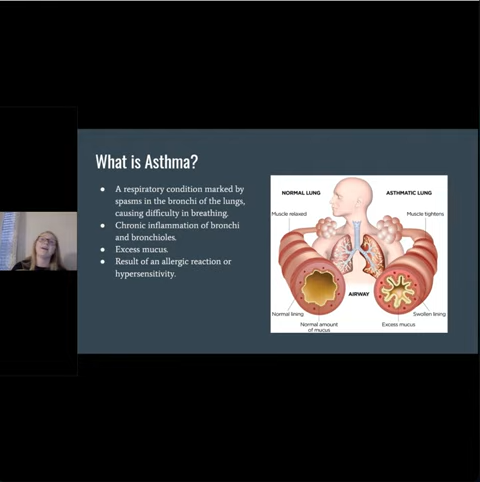 What is Asthma?
● A respiratory condition marked by
spasms in the bronchi of the lungs,
causing difficulty in breathing.
● Chronic inflammation of bronchi
and bronchioles.
● Excess mucus.
● Result of an allergic reaction or
hypersensitivity.
NORMAL LUNG
ASTHMATIC LUNG
Muscle relaxed
Muscle tightens
AIRWAY
Normal lining
Swollen lining
Normal amount
of mucus
Excess mucus